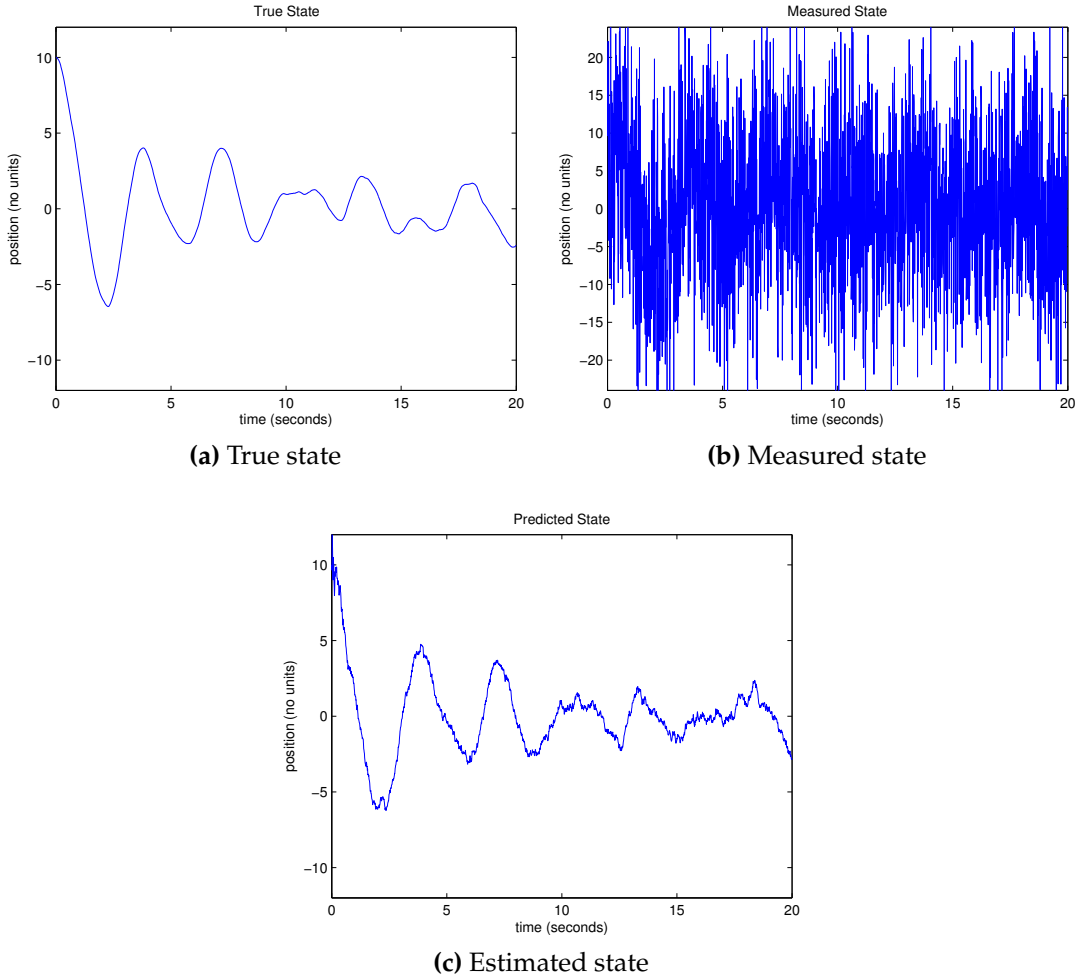 True State
10
5
0
−5
−10
position (no units)
0
5
10
15
20
time (seconds)
(a) True state
Measured State
20
15
10
5
0
−5
−10
−15
−20
position (no units)
0
5
10
15
20
time (seconds)
(b) Measured state
Predicted State
10
5
0
−5
−10
position (no units)
0
5
10
15
20
time (seconds)
(c) Estimated state